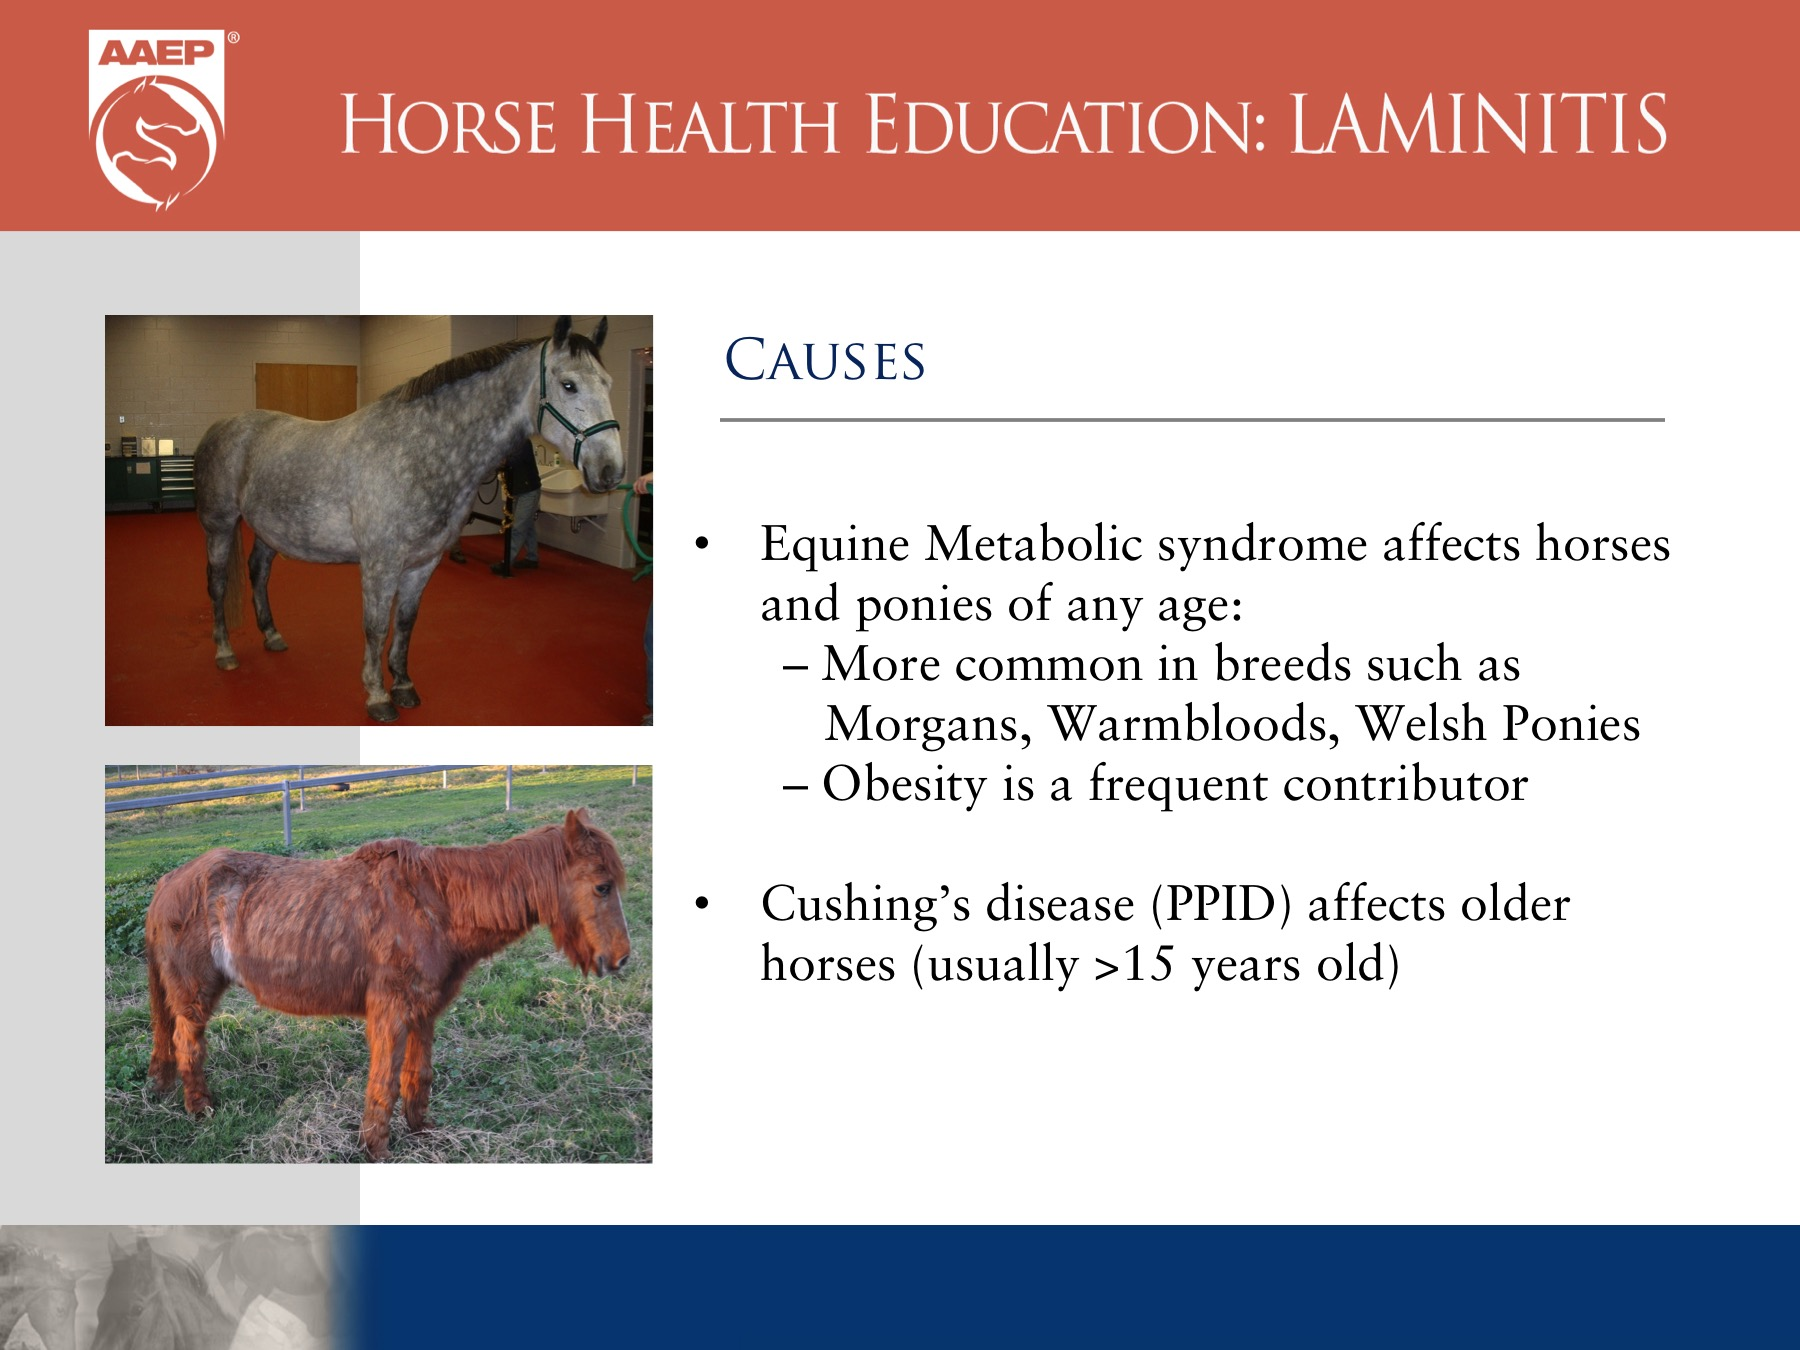 AAEP®
HORSE HEALTH EDUCATION: LAMINITIS
CAUSES
• Equine Metabolic syndrome affects horses
and ponies of any age:
– More common in breeds such as
Morgans, Warmbloods, Welsh Ponies
– Obesity is a frequent contributor
• Cushing’s disease (PPID) affects older
horses (usually >15 years old)